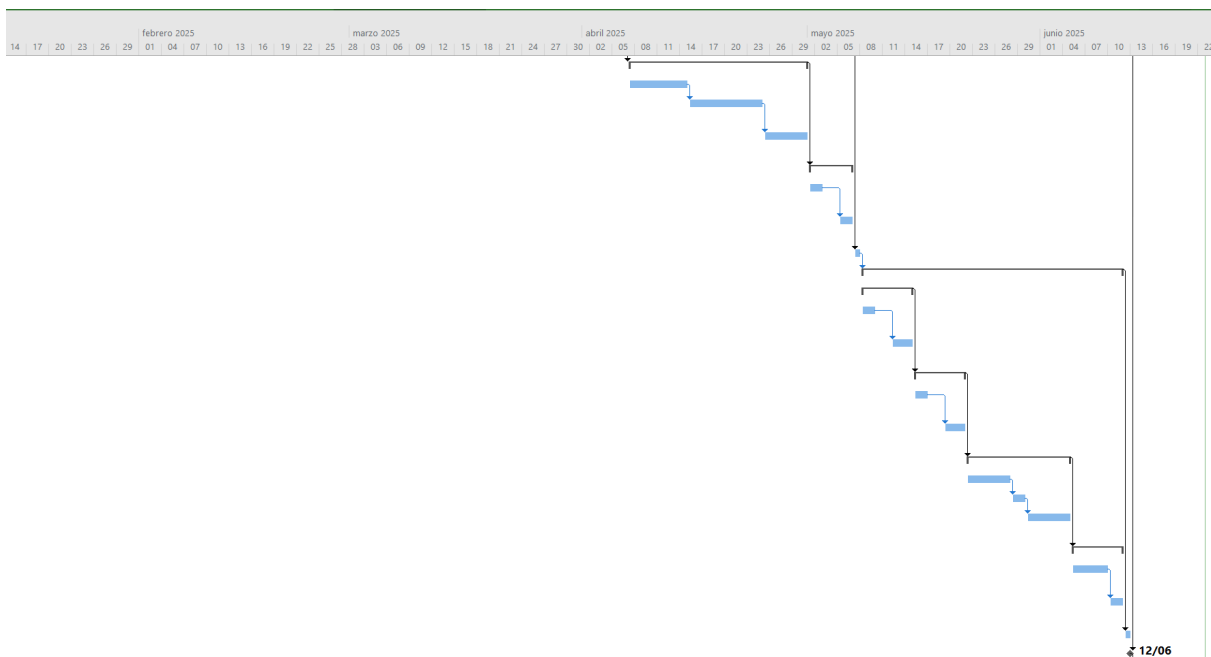 febrero 2025 marzo 2025 abril 2025 mayo 2025 junio 2025
14 17 20 23 26 29 01 04 07 10 13 16 19 22 25 28 03 06 09 12 15 18 21 24 27 30 02 05 08 11 14 17 20 23 26 29 02 05 08 11 14 17 20 23 26 29 01 04 07 10 13 16 19 22
12/06